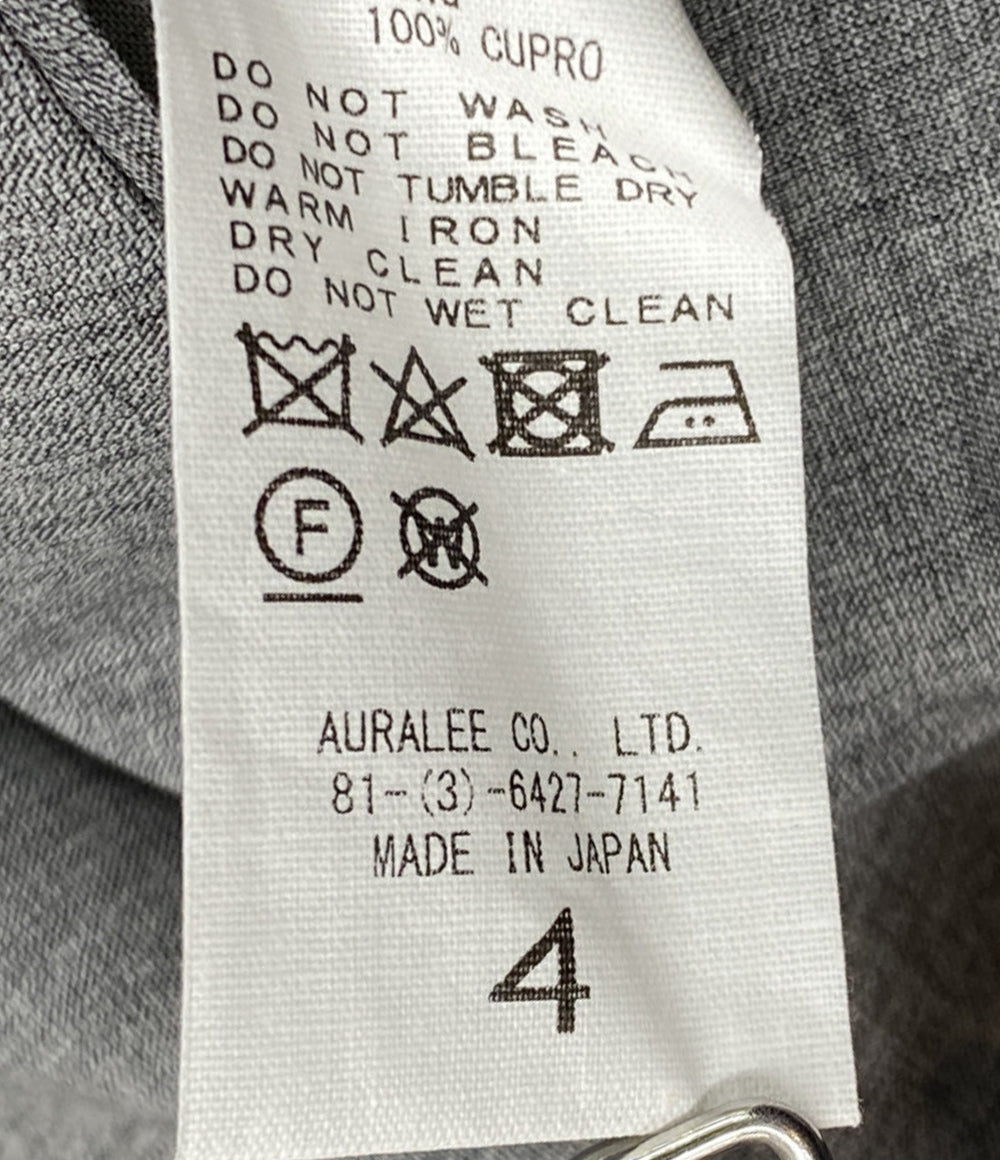 100% CUPRO
DO NOT WASH
DO NOT BLEACH
DO NOT TUMBLE DRY
WARM IRON
DRY CLEAN
DO NOT WET CLEAN
F W
AURALEE CO., LTD.
81-(3)-6427-7141
MADE IN JAPAN
4